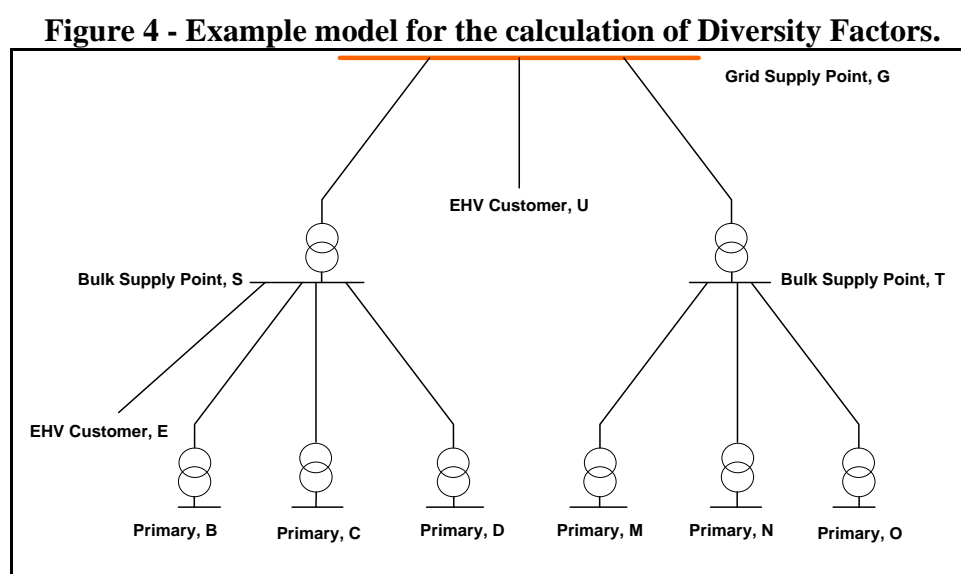 Figure 4 - Example model for the calculation of Diversity Factors.
Grid Supply Point, G
EHV Customer, U
Bulk Supply Point, S
Bulk Supply Point, T
EHV Customer, E
Primary, B
Primary, C
Primary, D
Primary, M
Primary, N
Primary, O